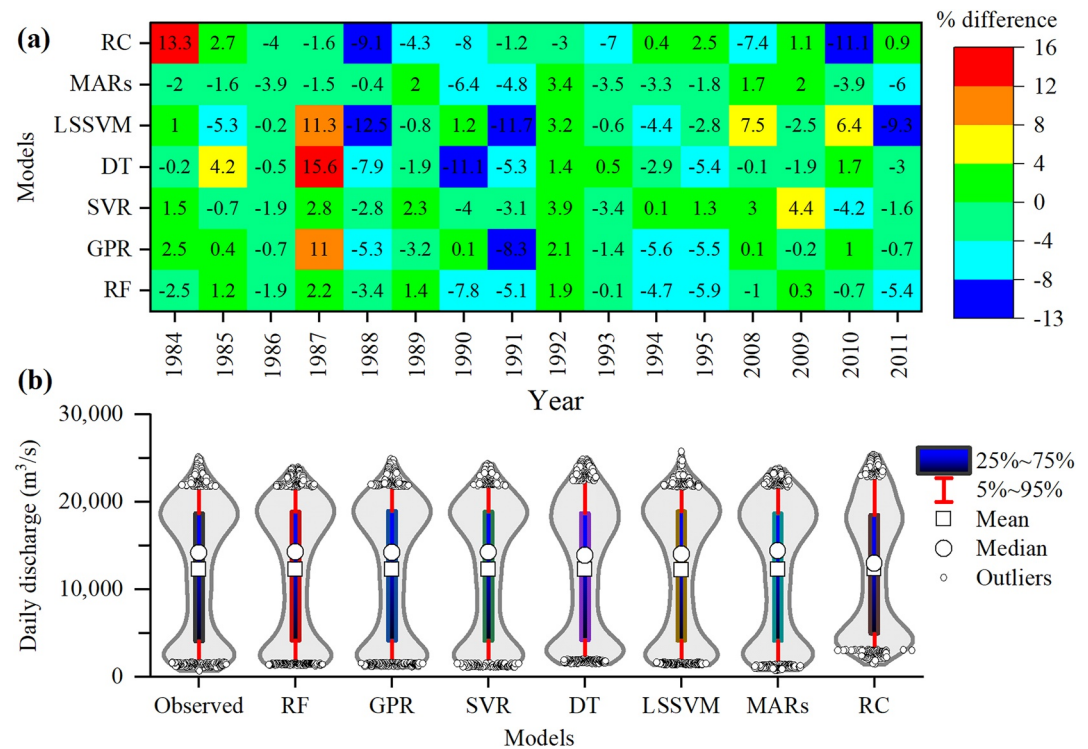 (a)
% difference
Models
RC 13.3 2.7 -4 -1.6 -9.1 -4.3 -8 -1.2 -3 -7 0.4 2.5 -7.4 1.1 -11.1 0.9
MARs -2 -1.6 -3.9 -1.5 -0.4 2 -6.4 -4.8 3.4 -3.5 -3.3 -1.8 1.7 2 -3.9 -6
LSSVM 1 -5.3 -0.2 11.3 -12.5 -0.8 1.2 -11.7 3.2 -0.6 -4.4 -2.8 7.5 -2.5 6.4 -9.3
DT -0.2 4.2 -0.5 15.6 -7.9 -1.9 -11.1 -5.3 1.4 0.5 -2.9 -5.4 -0.1 -1.9 1.7 -3
SVR 1.5 -0.7 -1.9 2.8 -2.8 2.3 -4 -3.1 3.9 -3.4 0.1 1.3 3 4.4 -4.2 -1.6
GPR 2.5 0.4 -0.7 11 -5.3 -3.2 0.1 -8.3 2.1 -1.4 -5.6 -5.5 0.1 -0.2 1 -0.7
RF -2.5 1.2 -1.9 2.2 -3.4 1.4 -7.8 -5.1 1.9 -0.1 -4.7 -5.9 -1 0.3 -0.7 -5.4
1984 1985 1986 1987 1988 1989 1990 1991 1992 1993 1994 1995 2008 2009 2010 2011
Year
16
12
8
4
0
-4
-8
-13
(b)
Daily discharge (m³/s)
30,000
20,000
10,000
0
Observed RF GPR SVR DT LSSVM MARs RC
Models
25%~75%
5%~95%
Mean
Median
Outliers